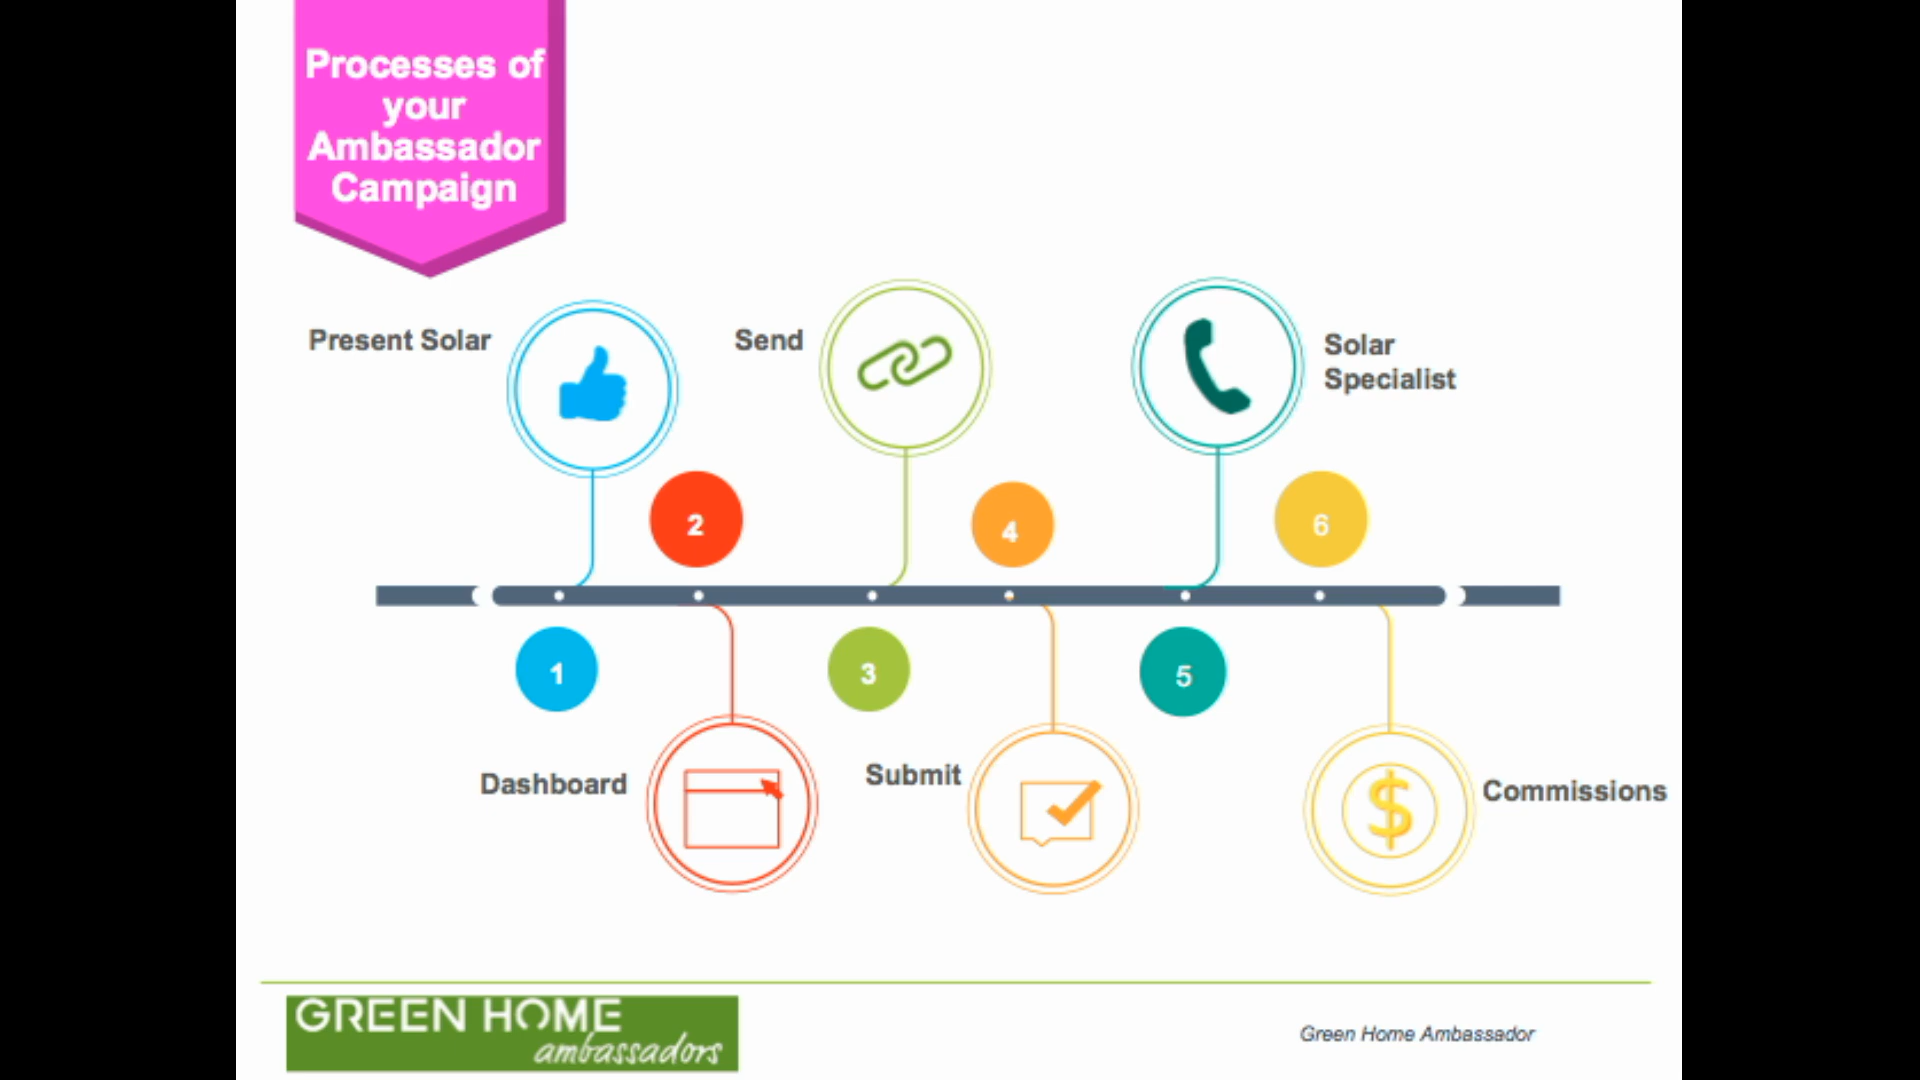 Processes of
your
Ambassador
Campaign
Present Solar
Send
Solar
Specialist
2
4
6
1
3
5
Dashboard
Submit
Commissions
$
GREEN HOME
ambassadors
Green Home Ambassador